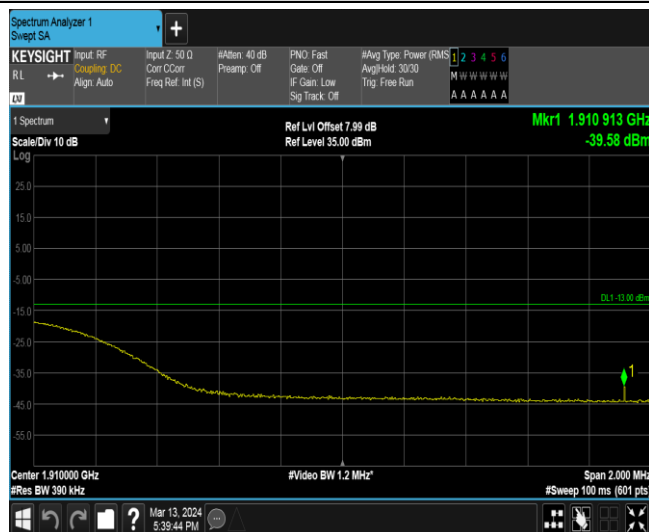 Spectrum Analyzer 1
Swept SA
+
KEYSIGHT
RL
Input: RF
Coupling: DC
Align: Auto
Input Z: 50 Ω
Corr CCorr
Freq Ref: Int (S)
#Atten: 40 dB
Preamp: Off
PNO: Fast
Gate: Off
IF Gain: Low
Sig Track: Off
#Avg Type: Power (RMS
Avg|Hold: 30/30
Trig: Free Run
1 2 3 4 5 6
M W W W W W
A A A A A A
LXI
1 Spectrum
Scale/Div 10 dB
Log
Ref Lvl Offset 7.99 dB
Ref Level 35.00 dBm
Mkr1 1.910 913 GHz
-39.58 dBm
25.0
15.0
5.00
-5.00
-15.0
-25.0
-35.0
-45.0
-55.0
DL1 -13.00 dBm
1
Center 1.910000 GHz
#Res BW 390 kHz
#Video BW 1.2 MHz*
Span 2.000 MHz
#Sweep 100 ms (601 pts)
?
Mar 13, 2024
5:39:44 PM